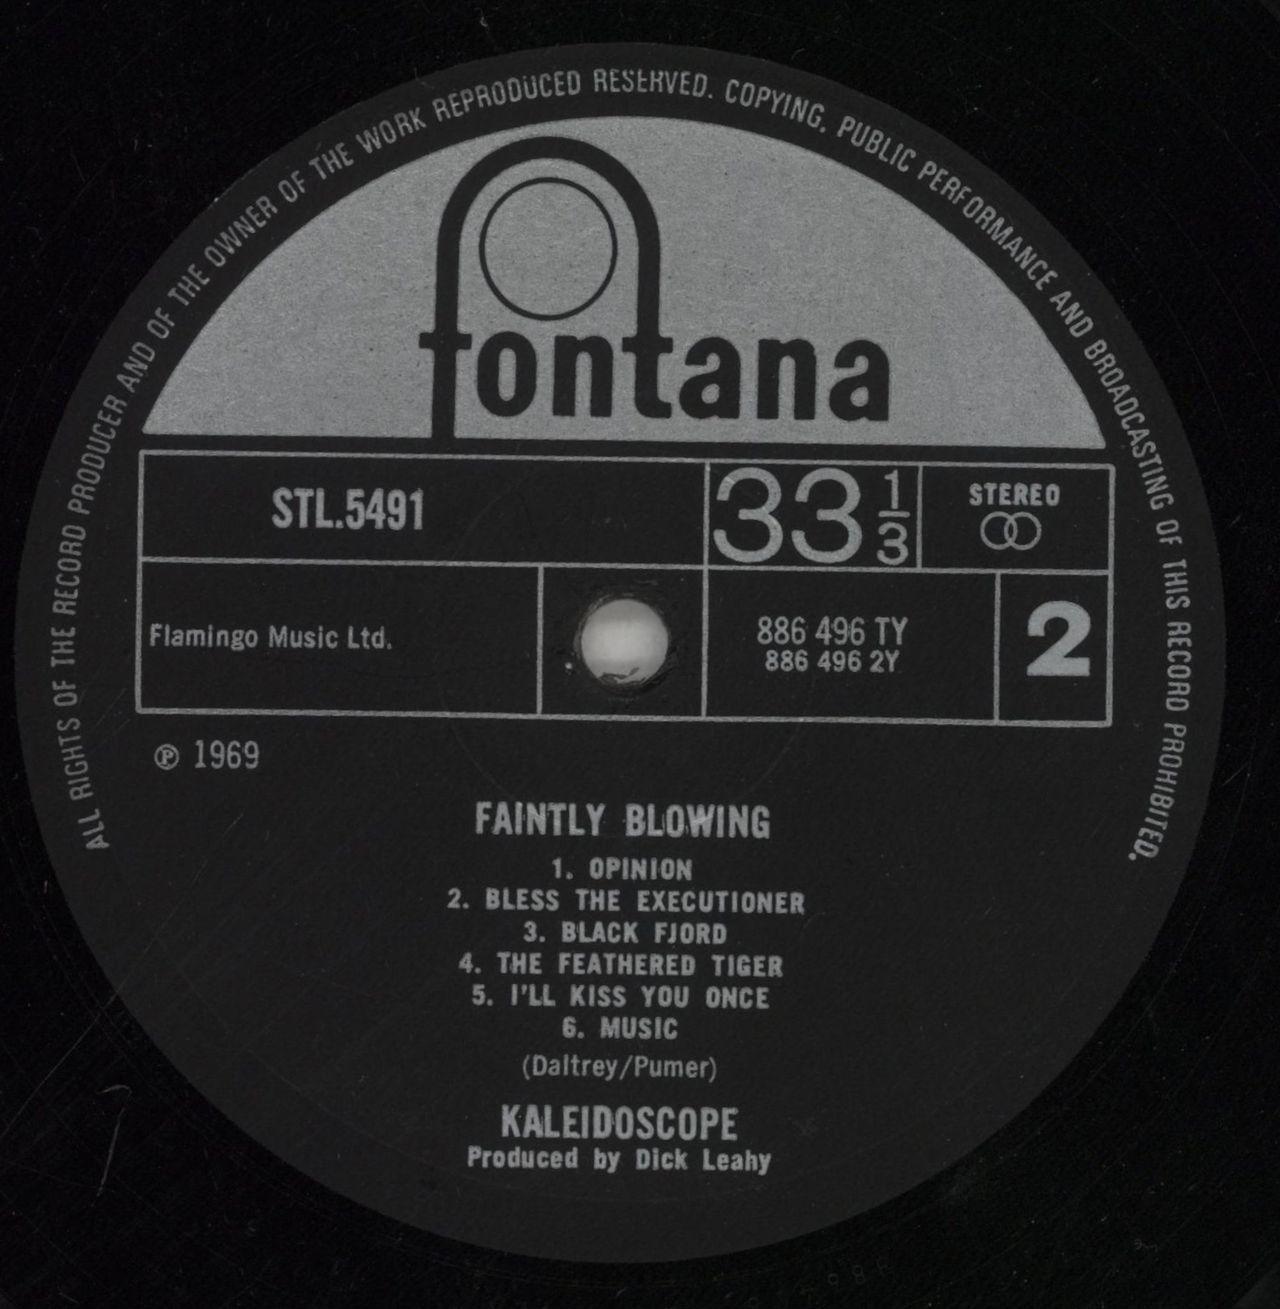 ALL RIGHTS OF THE RECORD PRODUCER AND OF THE OWNER OF THE WORK REPRODUCED RESERVED. COPYING, PUBLIC PERFORMANCE AND BROADCASTING OF THIS RECORD PROHIBITED.
fontana
STL.5491
33 1/3
STEREO
Flamingo Music Ltd.
886 496 TY
886 496 2Y
2
℗ 1969
FAINTLY BLOWING
1. OPINION
2. BLESS THE EXECUTIONER
3. BLACK FJORD
4. THE FEATHERED TIGER
5. I'LL KISS YOU ONCE
6. MUSIC
(Daltrey/Pumer)
KALEIDOSCOPE
Produced by Dick Leahy